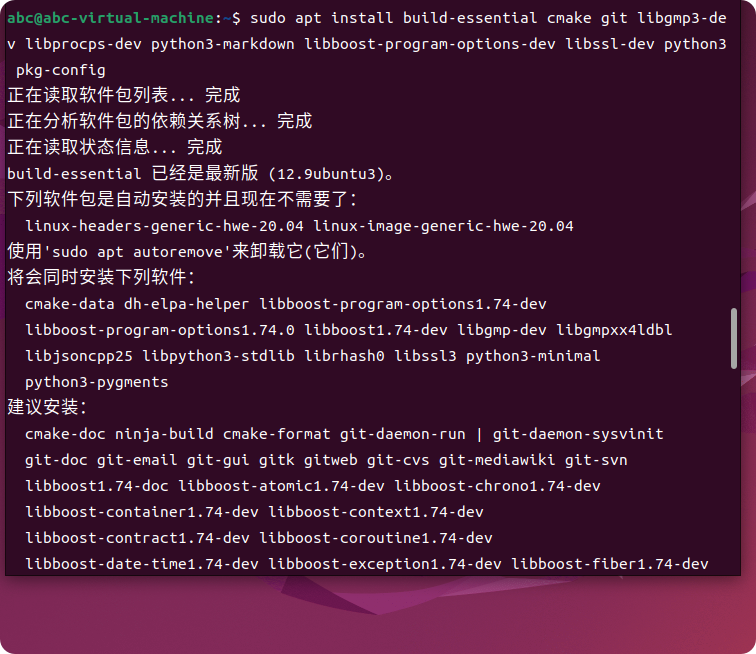 abc@abc-virtual-machine:~$ sudo apt install build-essential cmake git libgmp3-de
v libprocps-dev python3-markdown libboost-program-options-dev libssl-dev python3
 pkg-config
正在读取软件包列表... 完成
正在分析软件包的依赖关系树... 完成
正在读取状态信息... 完成
build-essential 已经是最新版 (12.9ubuntu3)。
下列软件包是自动安装的并且现在不需要了：
  linux-headers-generic-hwe-20.04 linux-image-generic-hwe-20.04
使用'sudo apt autoremove'来卸载它(它们)。
将会同时安装下列软件：
  cmake-data dh-elpa-helper libboost-program-options1.74-dev
  libboost-program-options1.74.0 libboost1.74-dev libgmp-dev libgmpxx4ldbl
  libjsoncpp25 libpython3-stdlib librhash0 libssl3 python3-minimal
  python3-pygments
建议安装：
  cmake-doc ninja-build cmake-format git-daemon-run | git-daemon-sysvinit
  git-doc git-email git-gui gitk gitweb git-cvs git-mediawiki git-svn
  libboost1.74-doc libboost-atomic1.74-dev libboost-chrono1.74-dev
  libboost-container1.74-dev libboost-context1.74-dev
  libboost-contract1.74-dev libboost-coroutine1.74-dev
  libboost-date-time1.74-dev libboost-exception1.74-dev libboost-fiber1.74-dev